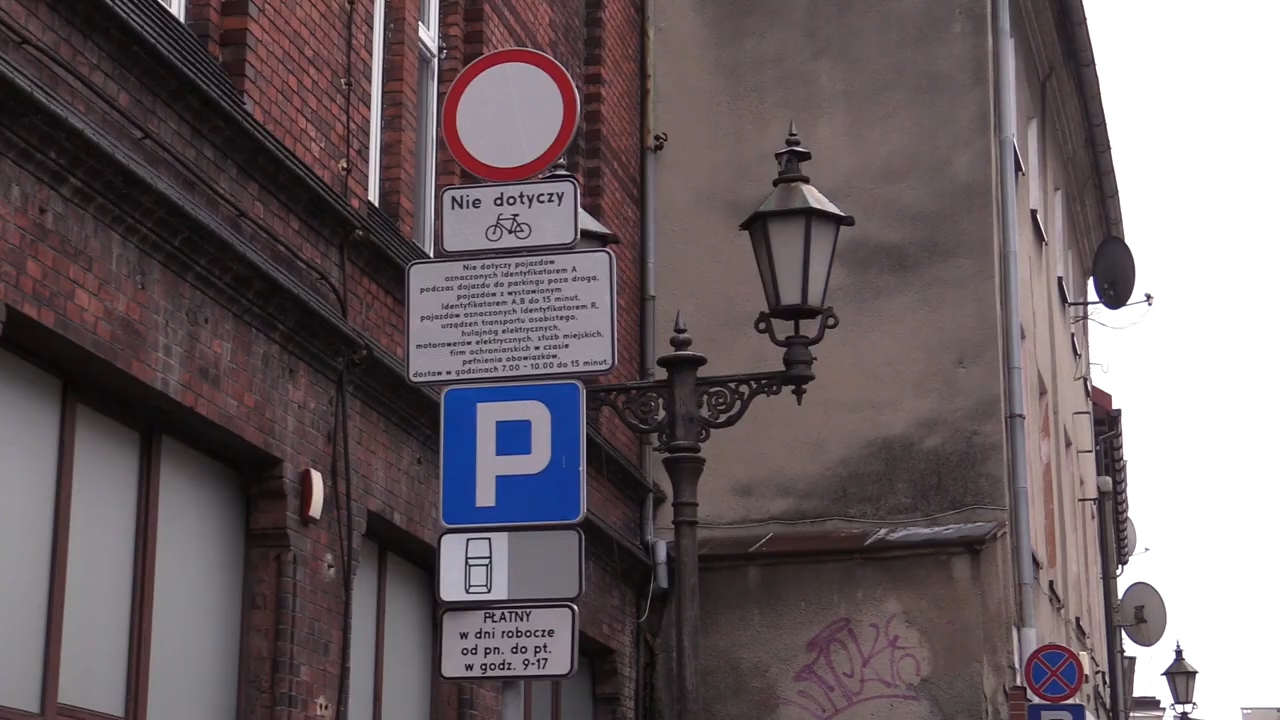 Nie dotyczy
Nie dotyczy pojazdów
oznaczonych Identyfikatorem A
podczas dojazdu do parkingu poza drogą,
pojazdów z wystawionym
Identyfikatorem A,B do 15 minut,
pojazdów oznaczonych Identyfikatorem R,
urządzeń transportu osobistego,
hulajnóg elektrycznych,
motorowerów elektrycznych, służb miejskich,
firm ochroniarskich w czasie
pełnienia obowiązków,
dostaw w godzinach 7.00 - 10.00 do 15 minut.
P
PŁATNY
w dni robocze
od pn. do pt.
w godz. 9-17
P